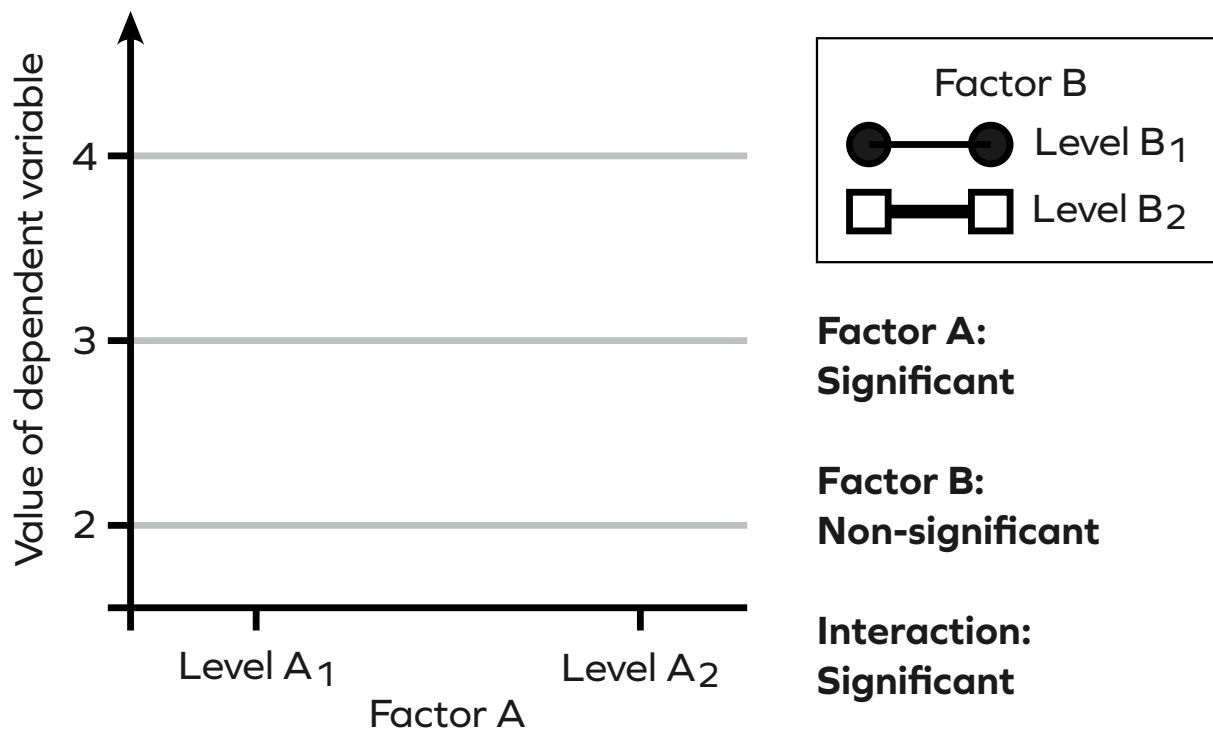 Value of dependent variable
4
3
2
Level A1
Level A2
Factor A
Factor B
Level B1
Level B2
Factor A:
Significant
Factor B:
Non-significant
Interaction:
Significant